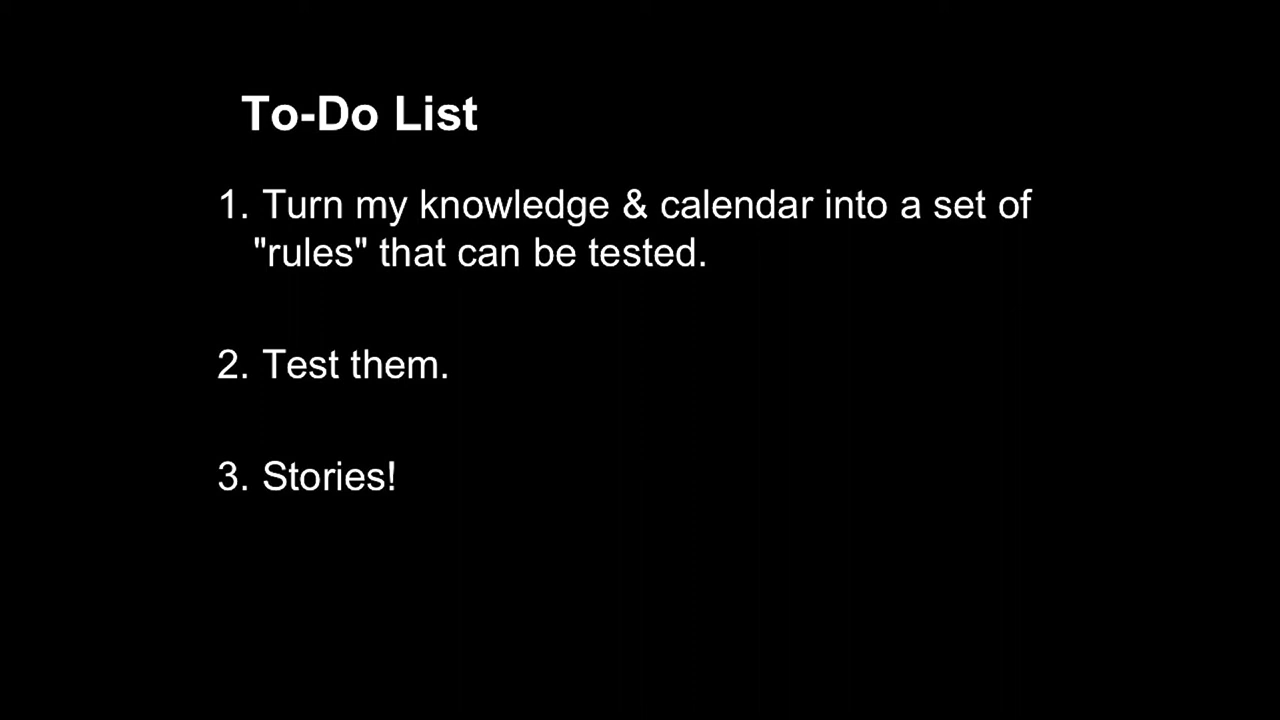 To-Do List
1. Turn my knowledge & calendar into a set of
"rules" that can be tested.
2. Test them.
3. Stories!